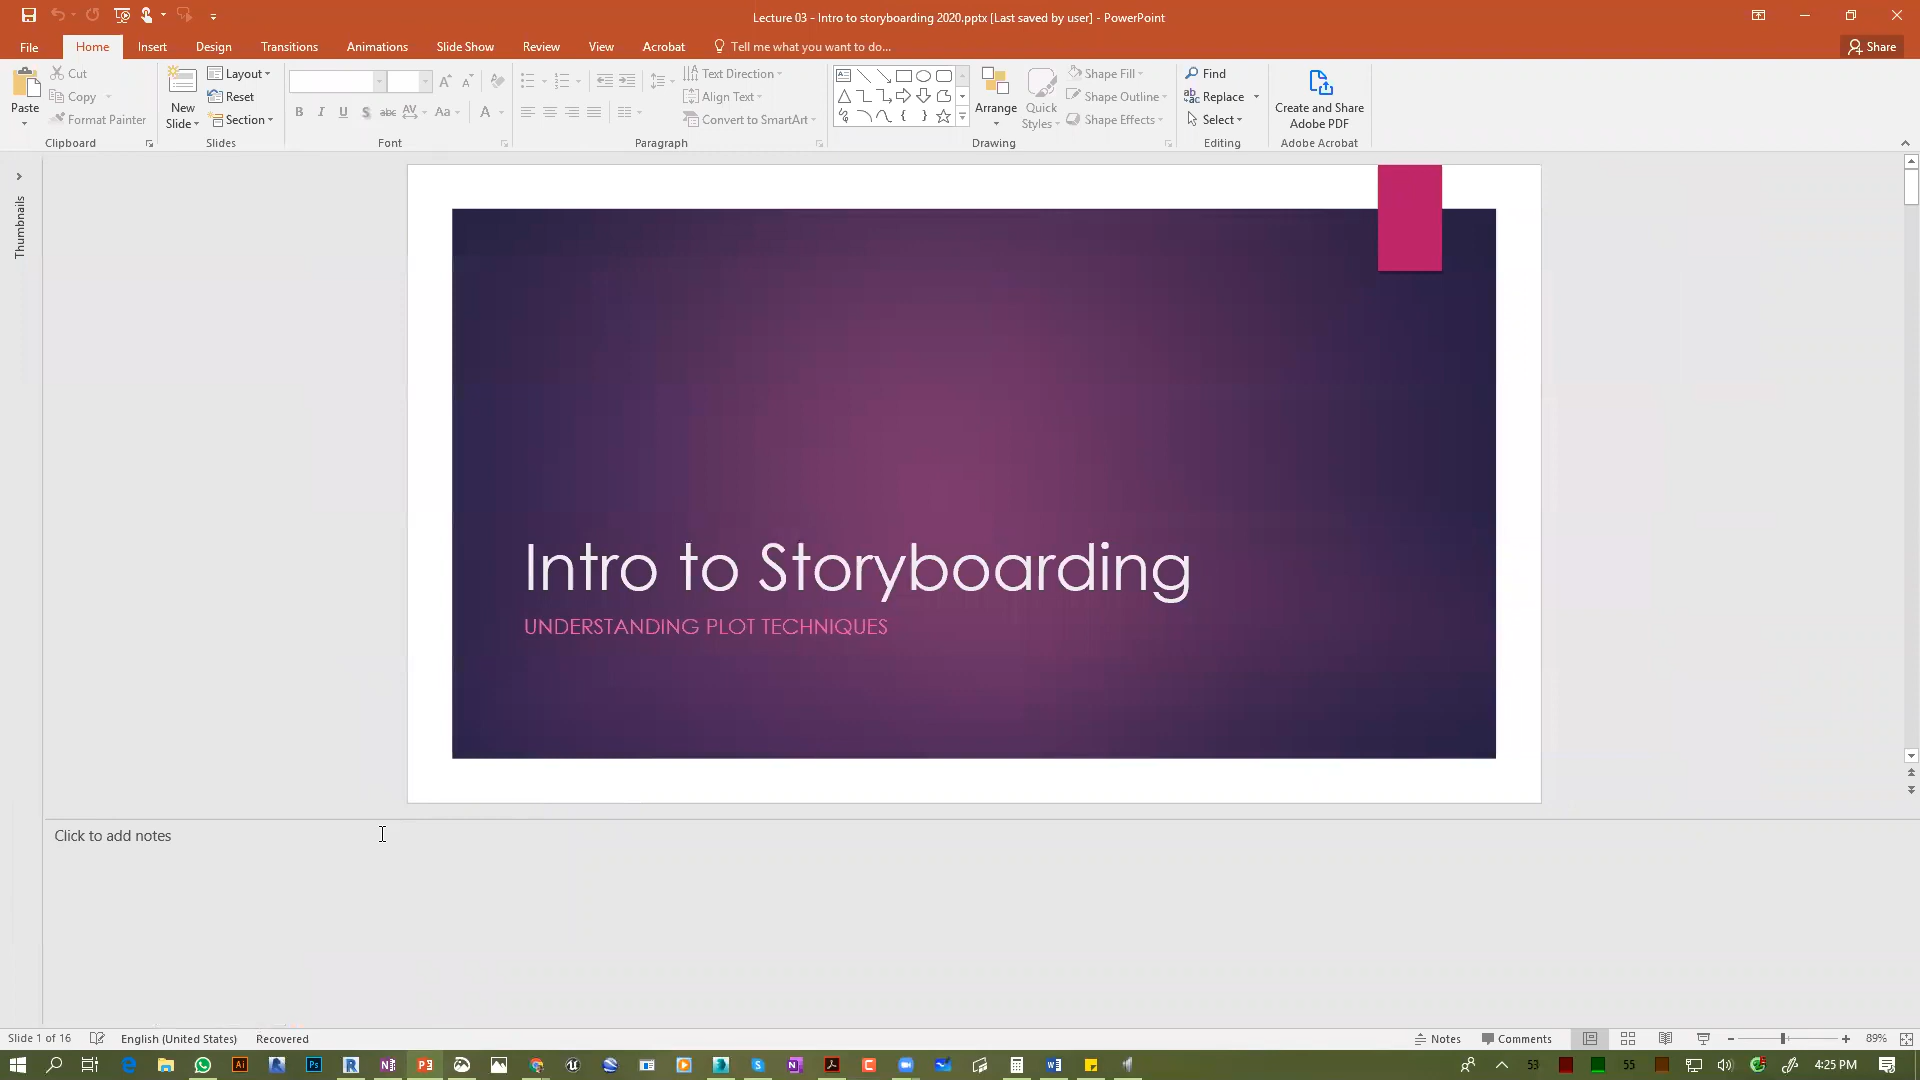 Lecture 03 - Intro to storyboarding 2020.pptx [Last saved by user] - PowerPoint
File Home Insert Design Transitions Animations Slide Show Review View Acrobat Tell me what you want to do... Share
Paste
Cut
Copy
Format Painter
Clipboard
New Slide
Layout
Reset
Section
Slides
B I U S abc AV Aa A
Font
Text Direction
Align Text
Convert to SmartArt
Paragraph
Arrange
Quick Styles
Shape Fill
Shape Outline
Shape Effects
Drawing
Find
Replace
Select
Editing
Create and Share
Adobe PDF
Adobe Acrobat
Thumbnails
Intro to Storyboarding
UNDERSTANDING PLOT TECHNIQUES
Click to add notes
Slide 1 of 16 English (United States) Recovered Notes Comments 89%
53 55 4:25 PM